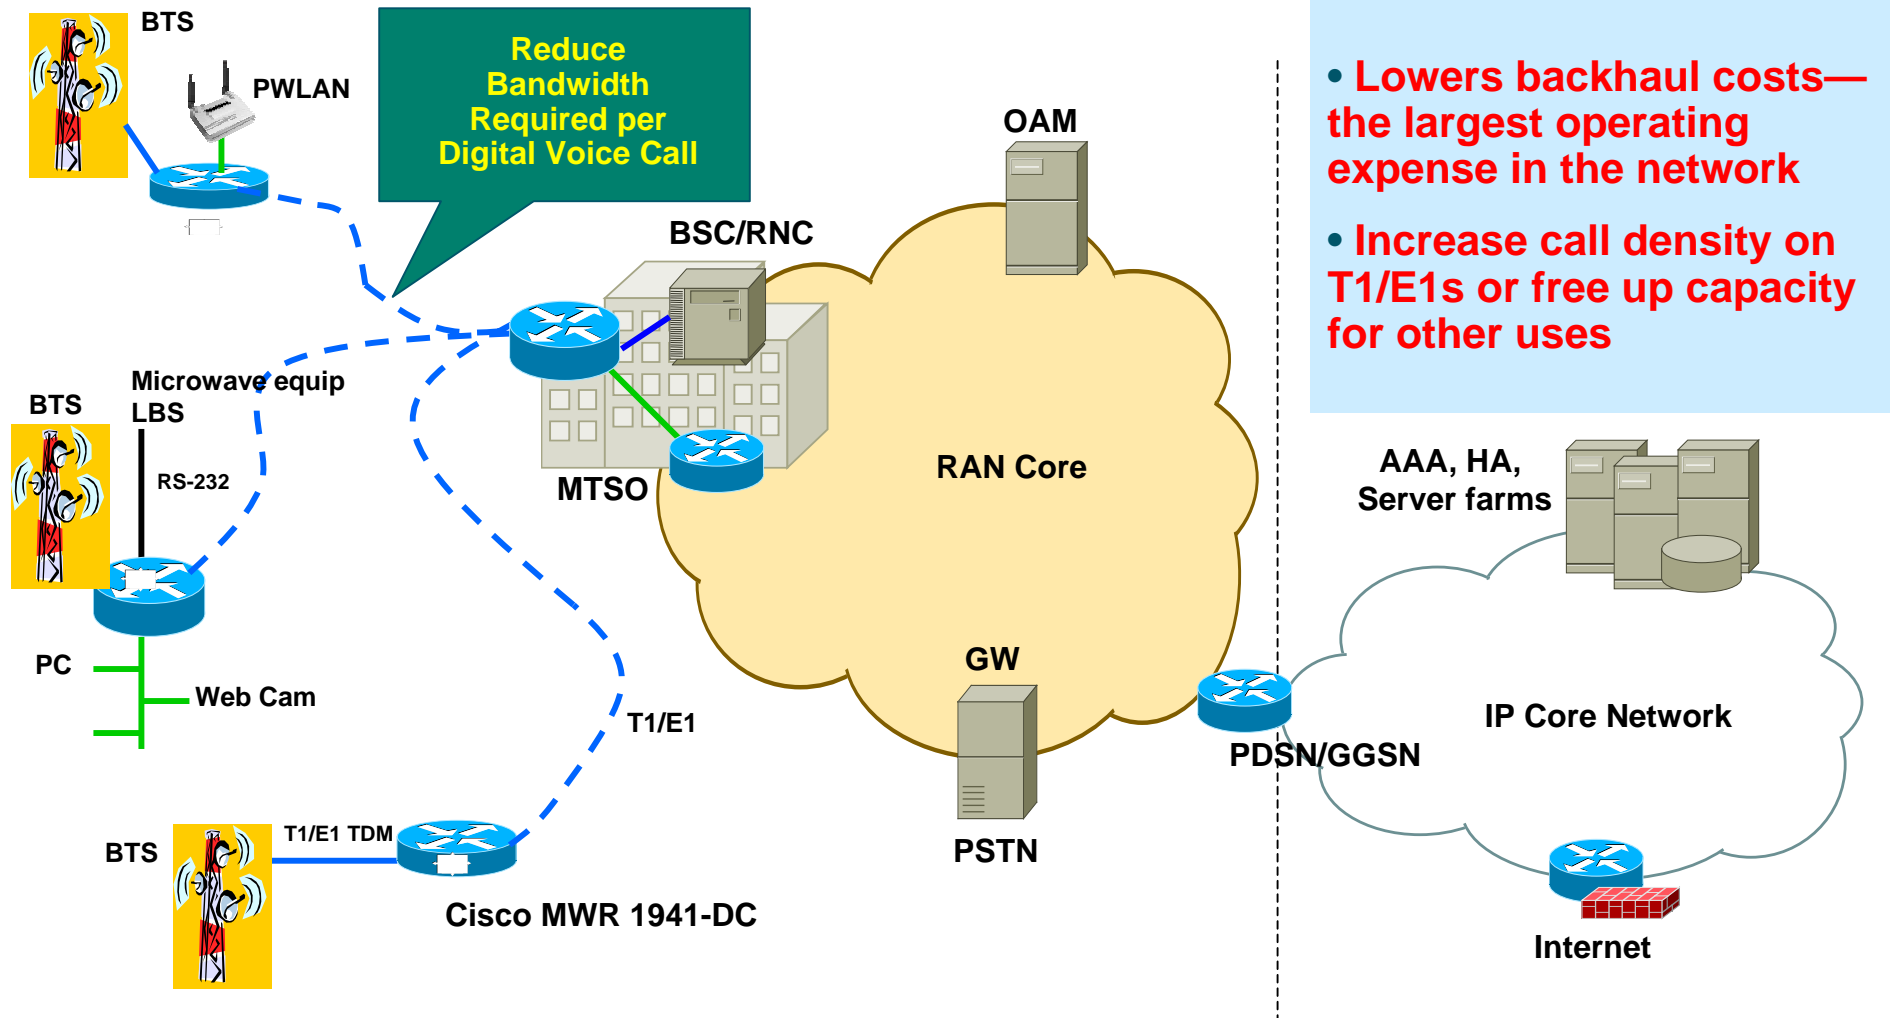 BTS
PWLAN
Reduce
Bandwidth
Required per
Digital Voice Call
• Lowers backhaul costs—
the largest operating
expense in the network
• Increase call density on
T1/E1s or free up capacity
for other uses
OAM
BSC/RNC
Microwave equip
LBS
BTS
RS-232
MTSO
RAN Core
AAA, HA,
Server farms
PC
Web Cam
T1/E1
GW
PSTN
PDSN/GGSN
IP Core Network
BTS
T1/E1 TDM
Cisco MWR 1941-DC
Internet